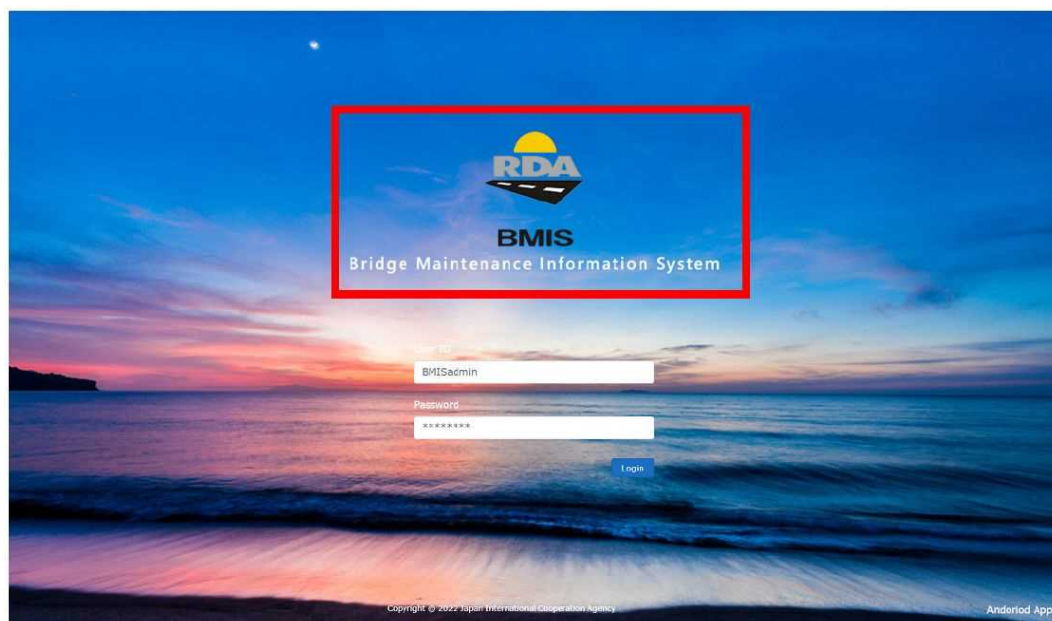 RDA
BMIS
Bridge Maintenance Information System
User ID
BMISadmin
Password
********
Login
Copyright © 2022 Japan International Cooperation Agency
Anderiod App